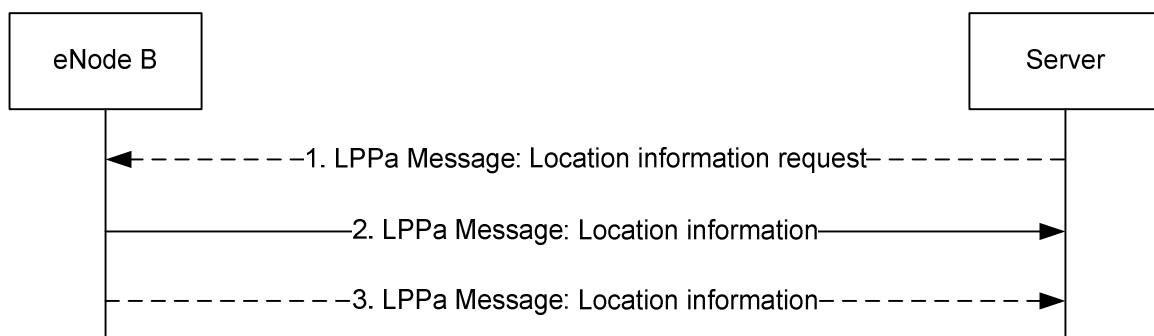 eNode B
Server
1. LPPa Message: Location information request
2. LPPa Message: Location information
3. LPPa Message: Location information